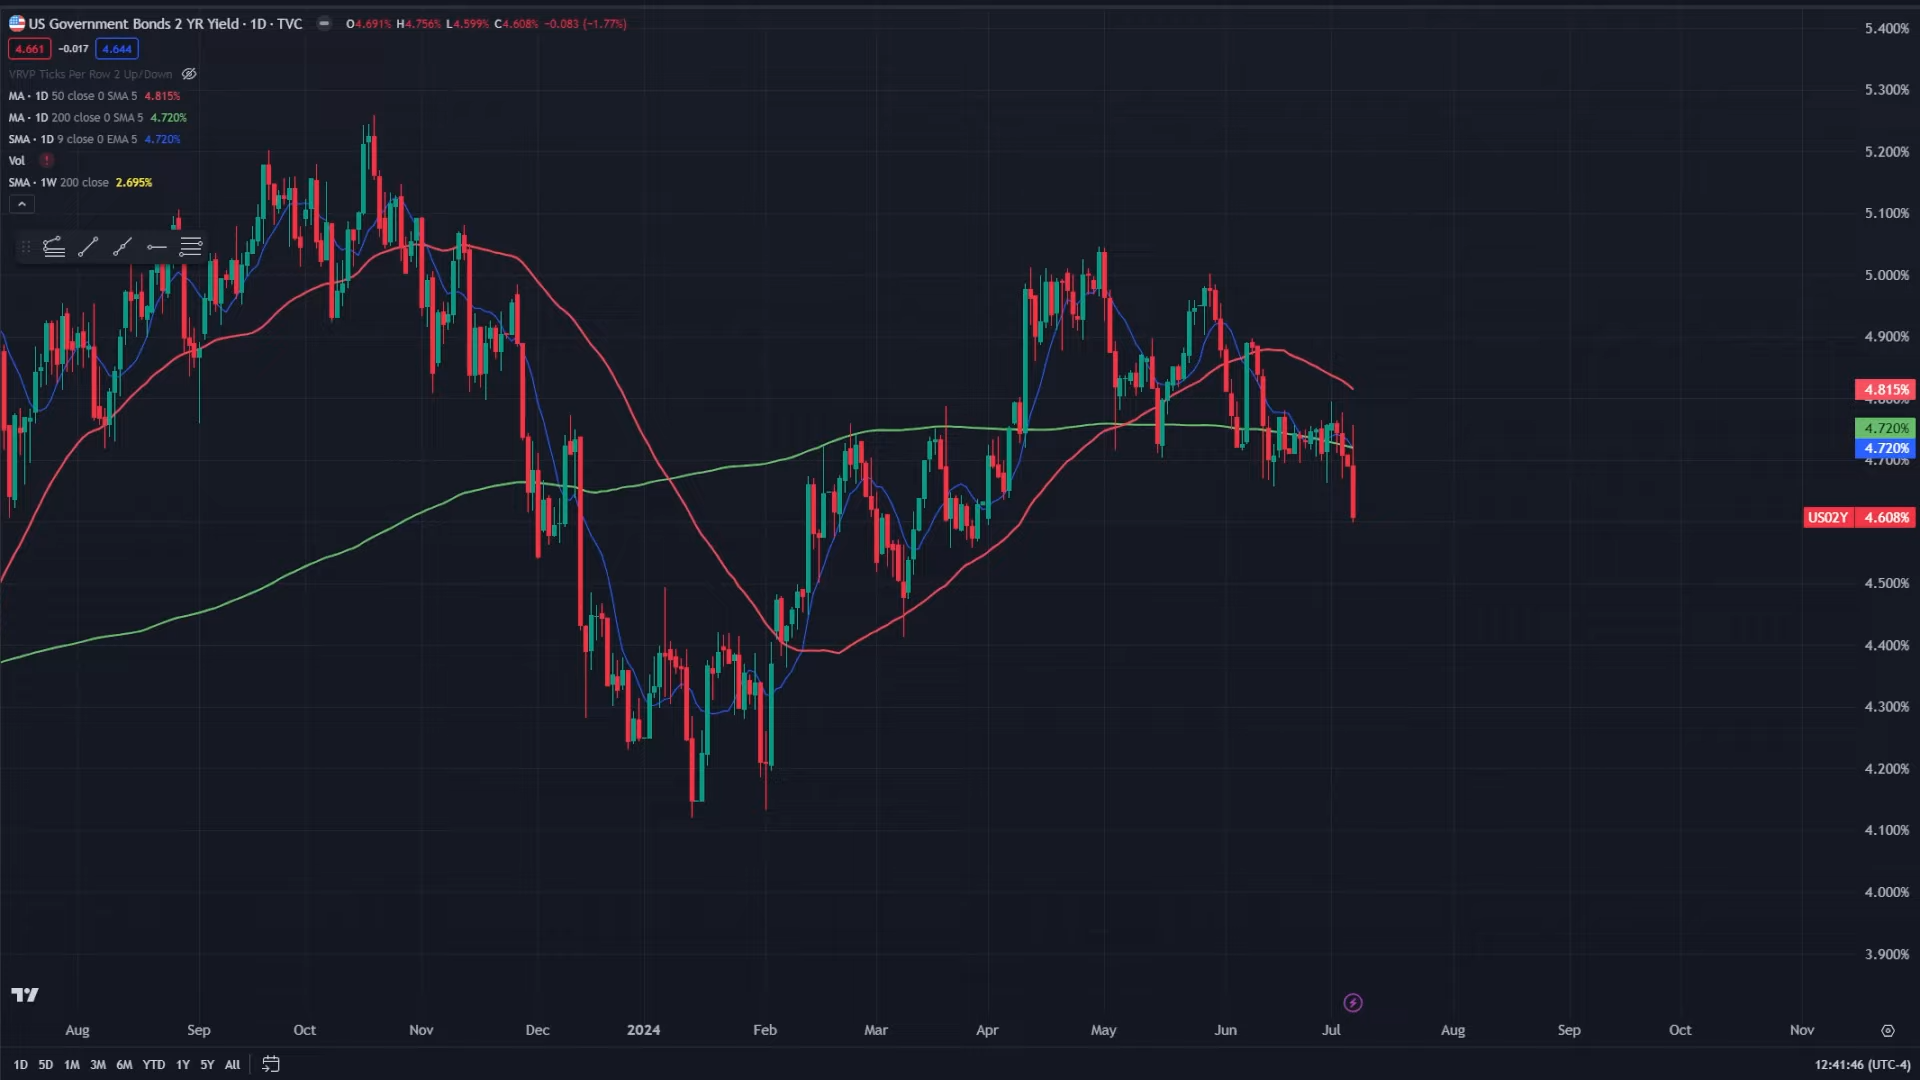 US Government Bonds 2 YR Yield · 1D · TVC O4.691% H4.756% L4.599% C4.608% −0.083 (−1.77%)
4.661 −0.017 4.644
VRVP Ticks Per Row 2 Up/Down
MA · 1D 50 close 0 SMA 5 4.815%
MA · 1D 200 close 0 SMA 5 4.720%
SMA · 1D 9 close 0 EMA 5 4.720%
Vol
SMA · 1W 200 close 2.695%
5.400%
5.300%
5.200%
5.100%
5.000%
4.900%
4.815%
4.800%
4.720%
4.720%
4.700%
US02Y 4.608%
4.500%
4.400%
4.300%
4.200%
4.100%
4.000%
3.900%
Aug Sep Oct Nov Dec 2024 Feb Mar Apr May Jun Jul Aug Sep Oct Nov
1D 5D 1M 3M 6M YTD 1Y 5Y All 12:41:46 (UTC-4)